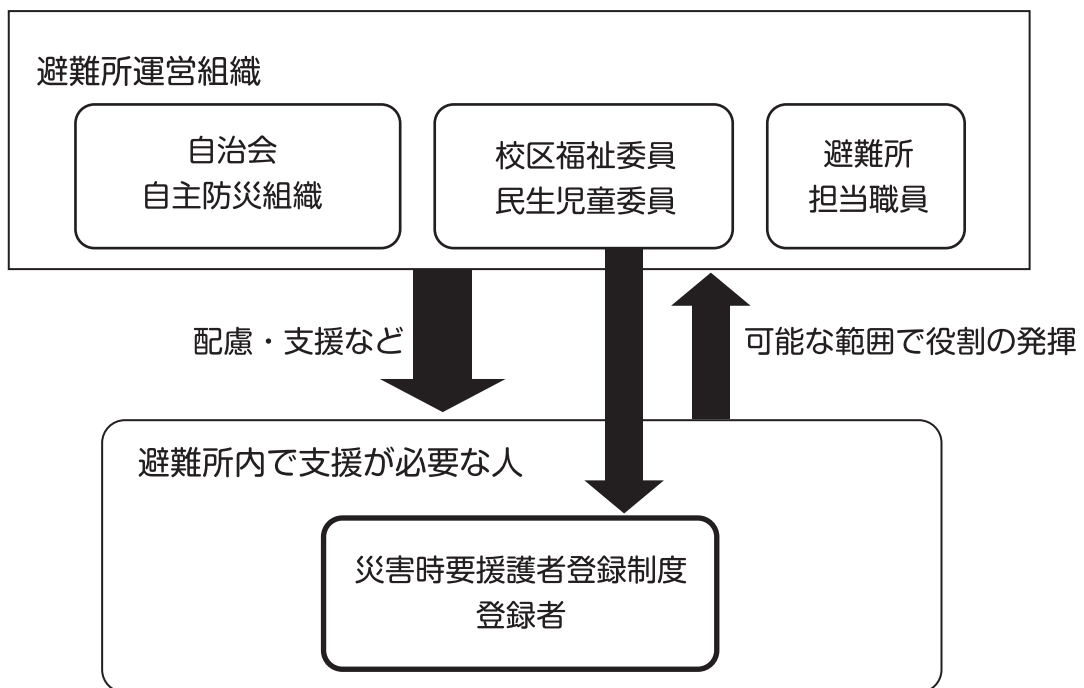 避難所運営組織
自治会
自主防災組織
校区福祉委員
民生児童委員
避難所
担当職員
配慮・支援など
可能な範囲で役割の発揮
避難所内で支援が必要な人
災害時要援護者登録制度
登録者